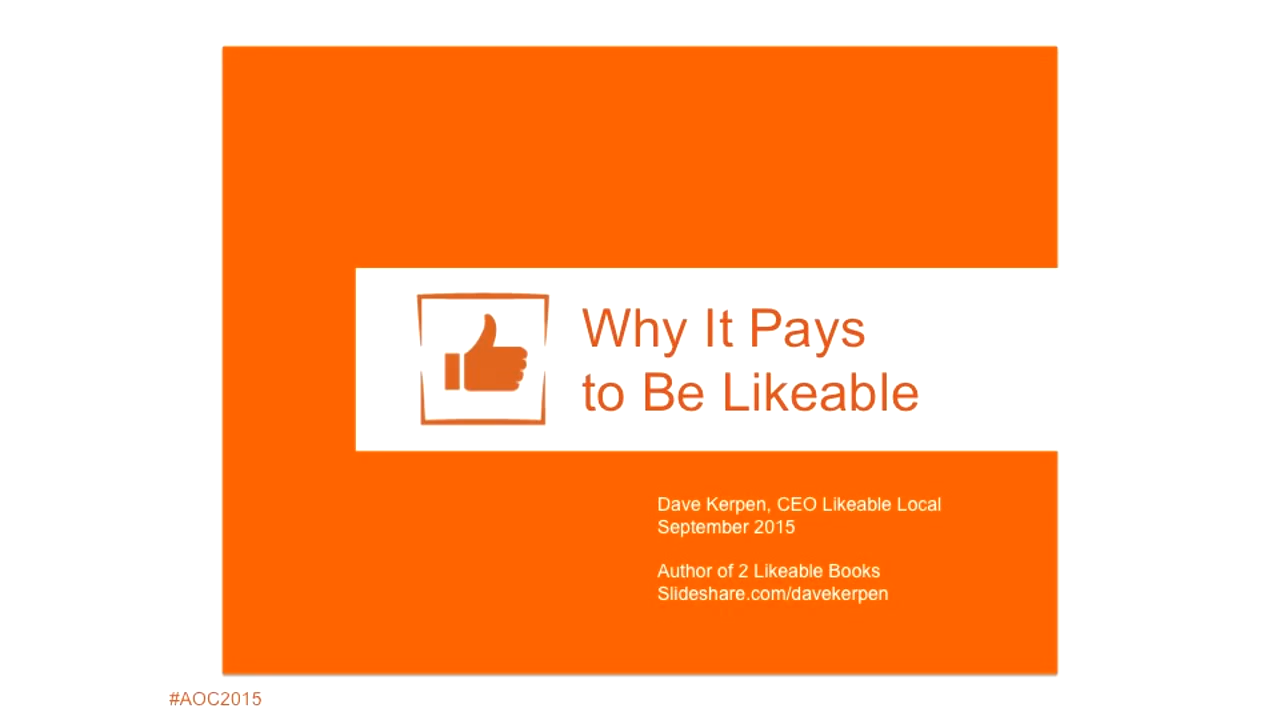 Why It Pays
to Be Likeable
Dave Kerpen, CEO Likeable Local
September 2015
Author of 2 Likeable Books
Slideshare.com/davekerpen
#AOC2015